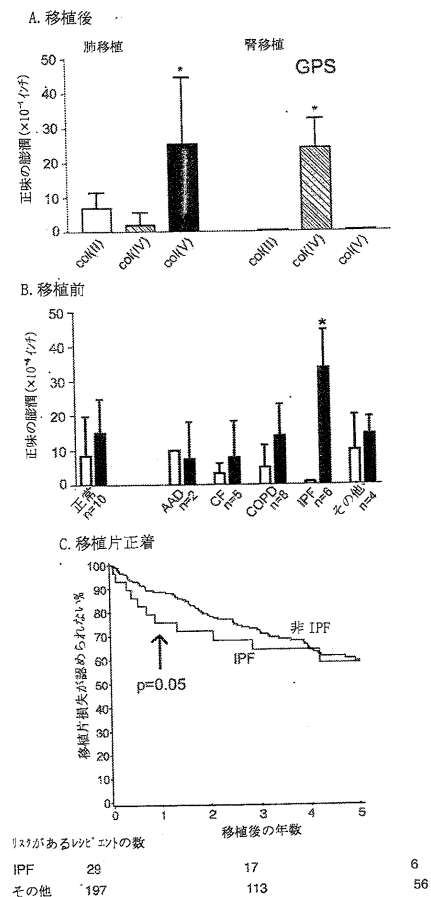 A.移植後
肺移植 腎移植
GPS
正味の膨潤(×10⁻⁴インチ)
50
40
30
20
10
0
*
*
col(II) col(IV) col(V) col(II) col(IV) col(V)
B.移植前
正味の膨潤(×10⁻⁴インチ)
50
40
30
20
10
0
*
正常 n=10
AAD n=2
CF n=5
COPD n=8
IPF n=6
その他 n=4
C.移植片正着
移植片損失が認められない%
100
90
80
70
60
50
40
30
20
10
0
非 IPF
IPF
p=0.05
0 1 2 3 4 5
移植後の年数
リスクがあるレシピエントの数
IPF 29 17 6
その他 197 113 56